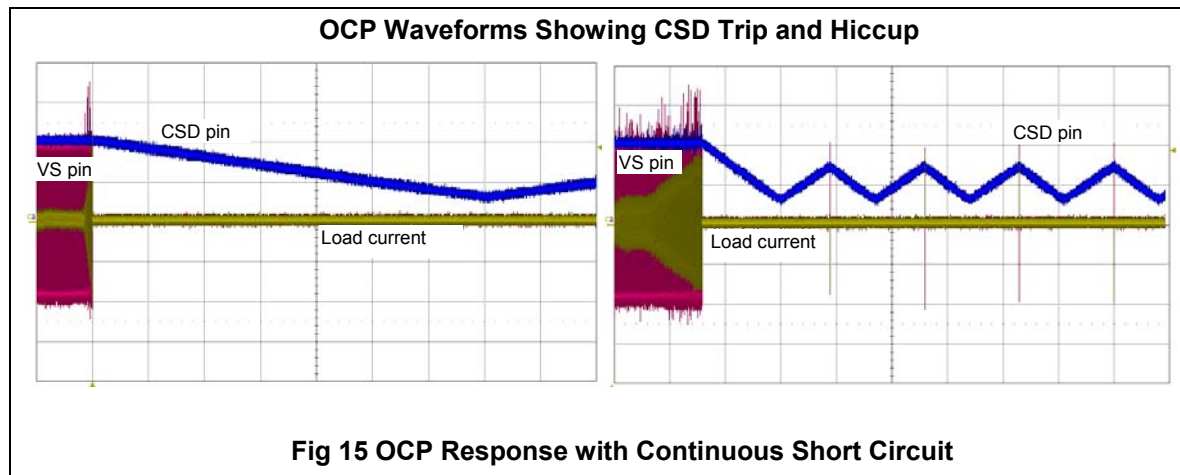 OCP Waveforms Showing CSD Trip and Hiccup
CSD pin
VS pin
Load current
CSD pin
VS pin
Load current
Fig 15 OCP Response with Continuous Short Circuit